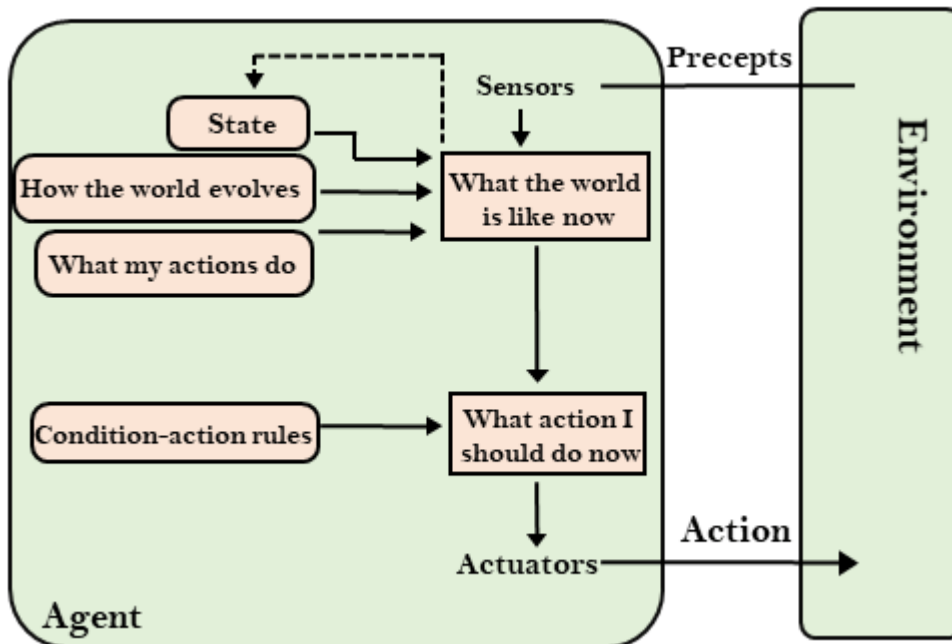 Precepts
Sensors
State
How the world evolves
What the world
is like now
What my actions do
Environment
Condition-action rules
What action I
should do now
Action
Actuators
Agent